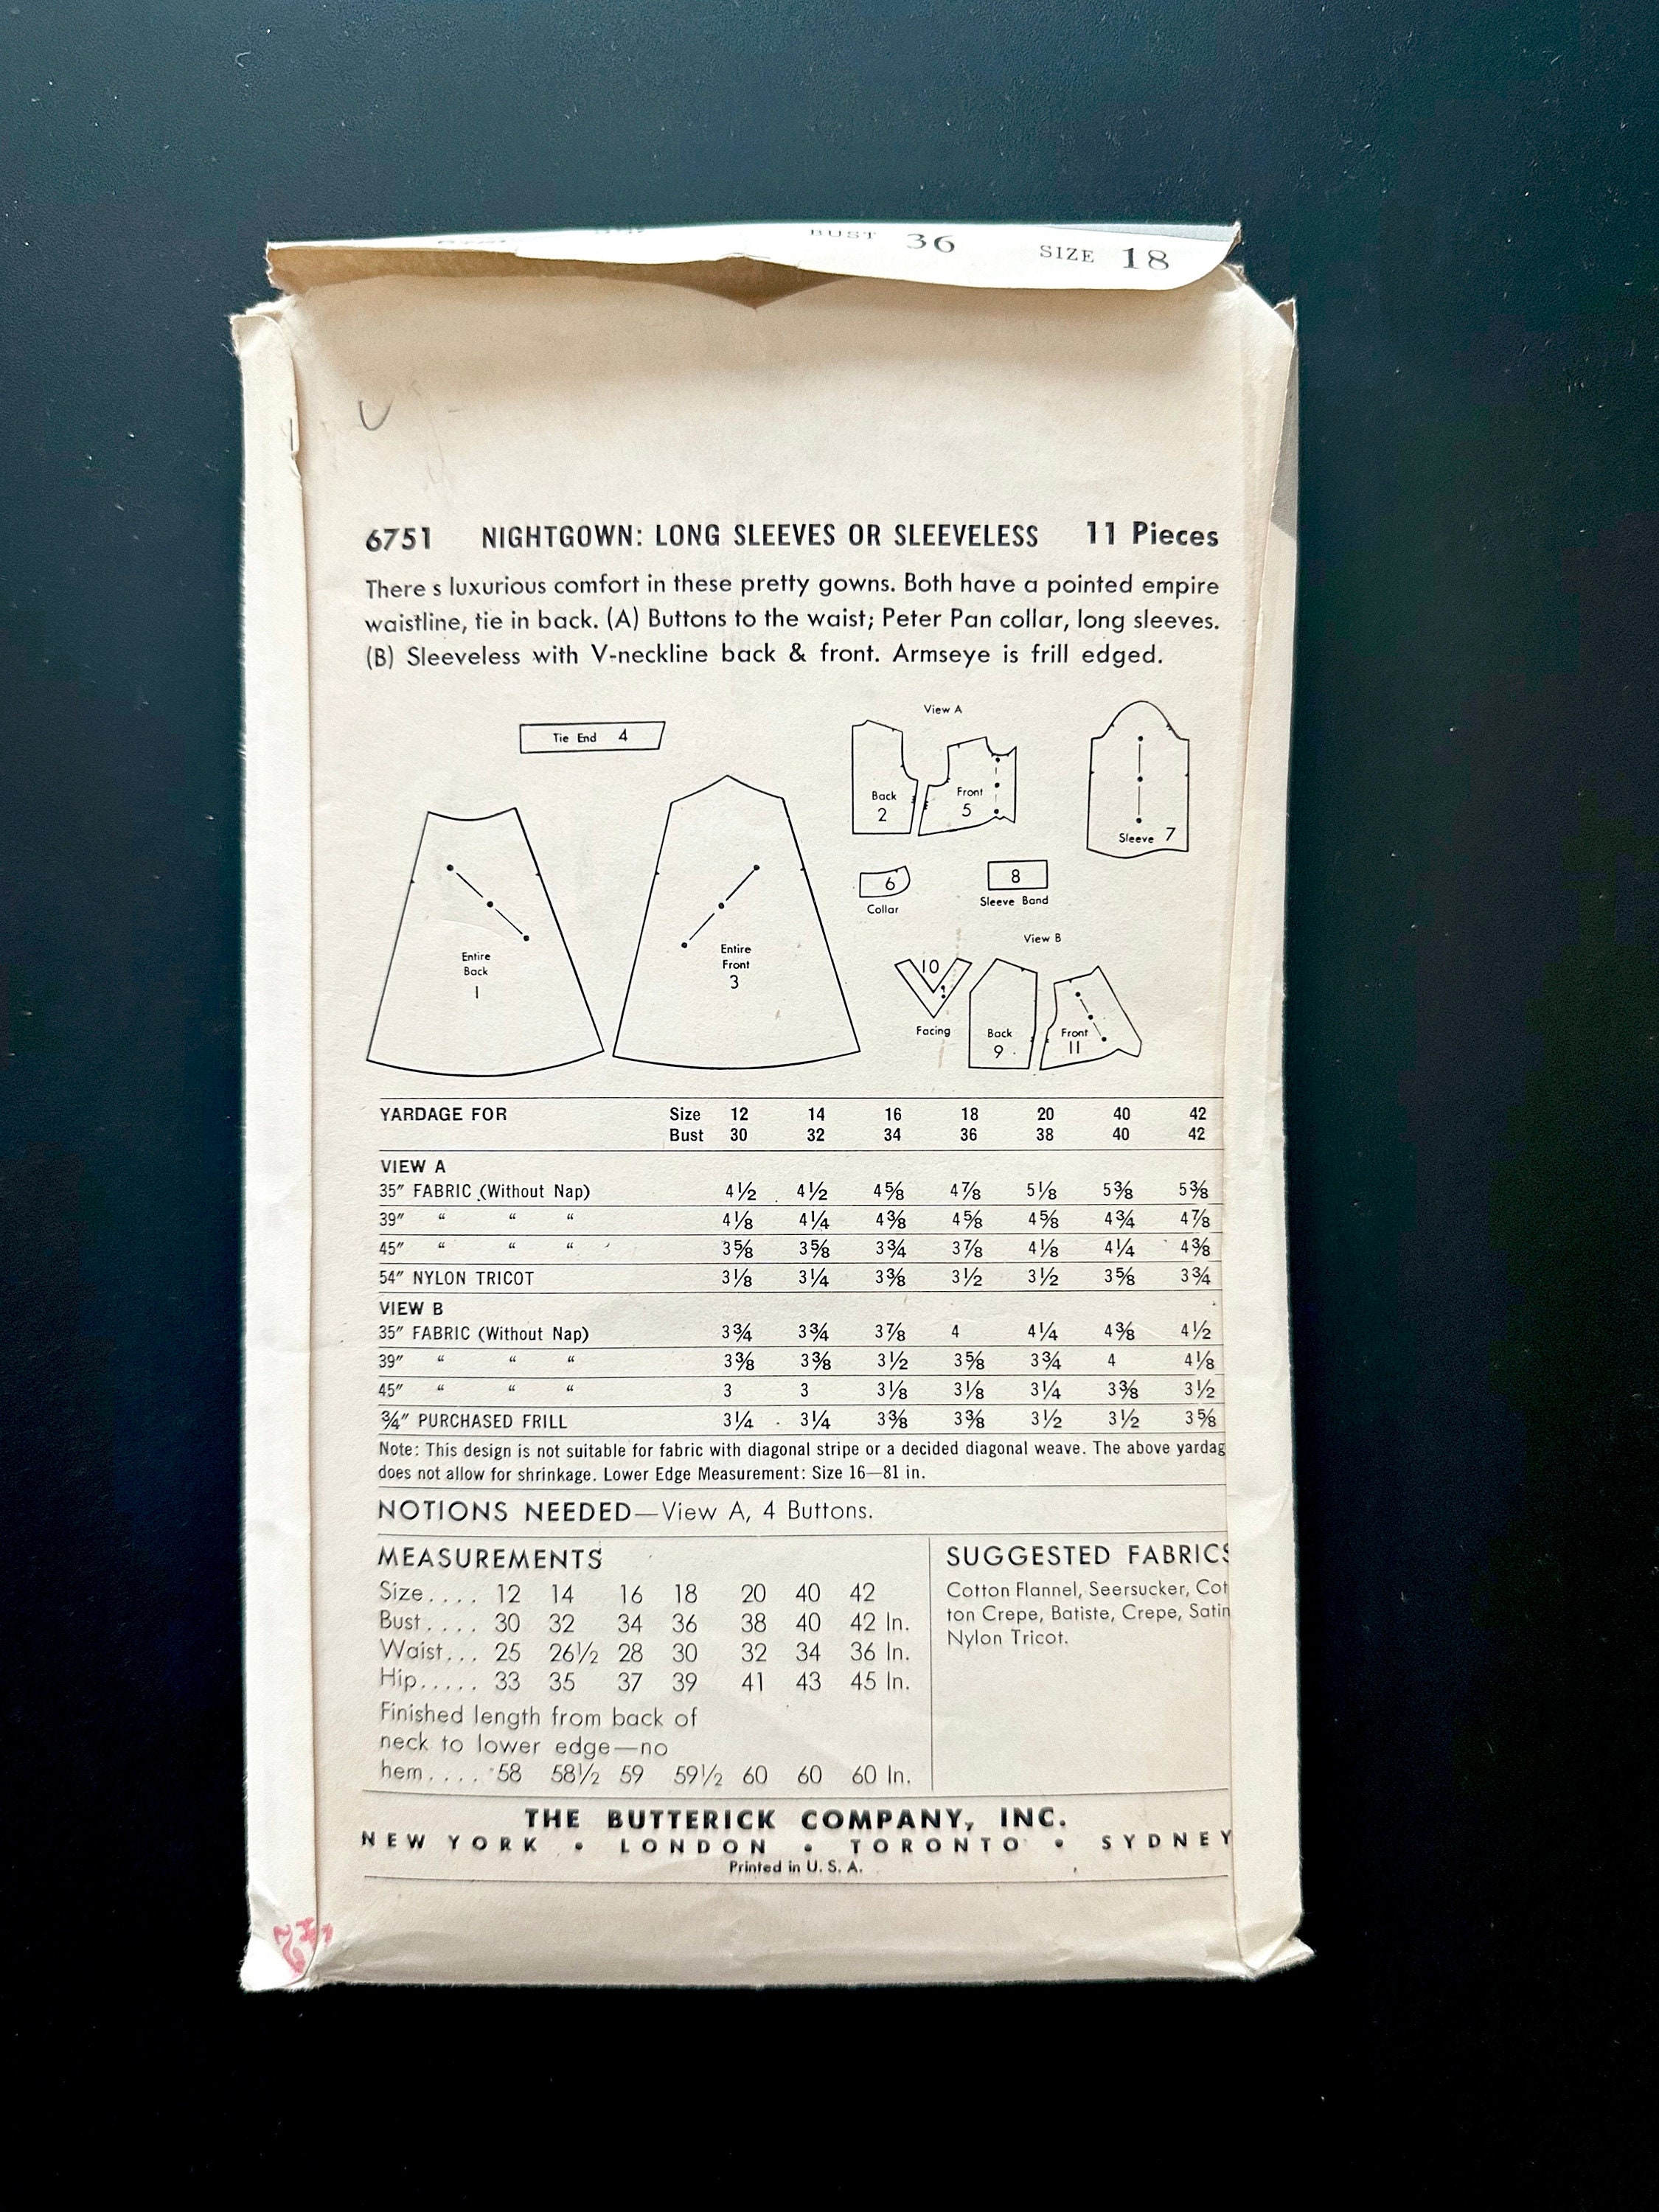 BUST 36 SIZE 18
6751 NIGHTGOWN: LONG SLEEVES OR SLEEVELESS 11 Pieces
There s luxurious comfort in these pretty gowns. Both have a pointed empire
waistline, tie in back. (A) Buttons to the waist; Peter Pan collar, long sleeves.
(B) Sleeveless with V-neckline back & front. Armseye is frill edged.
View A
Tie End 4
Back
2
Front
5
Sleeve 7
6
Collar
8
Sleeve Band
Entire
Back
1
Entire
Front
3
View B
10
Facing
Back
9
Front
11
YARDAGE FOR Size 12 14 16 18 20 40 42
Bust 30 32 34 36 38 40 42
VIEW A
35" FABRIC (Without Nap) 4½ 4½ 4⅝ 4⅞ 5⅛ 5⅜ 5⅜
39" " " " 4⅛ 4¼ 4⅜ 4⅝ 4⅝ 4¾ 4⅞
45" " " " 3⅝ 3⅝ 3¾ 3⅞ 4⅛ 4¼ 4⅜
54" NYLON TRICOT 3⅛ 3¼ 3⅜ 3½ 3½ 3⅝ 3¾
VIEW B
35" FABRIC (Without Nap) 3¾ 3¾ 3⅞ 4 4¼ 4⅜ 4½
39" " " " 3⅜ 3⅜ 3½ 3⅝ 3¾ 4 4⅛
45" " " " 3 3 3⅛ 3⅛ 3¼ 3⅜ 3½
¾" PURCHASED FRILL 3¼ 3¼ 3⅜ 3⅜ 3½ 3½ 3⅝
Note: This design is not suitable for fabric with diagonal stripe or a decided diagonal weave. The above yardag
does not allow for shrinkage. Lower Edge Measurement: Size 16—81 in.
NOTIONS NEEDED—View A, 4 Buttons.
MEASUREMENTS
Size.... 12 14 16 18 20 40 42
Bust.... 30 32 34 36 38 40 42 In.
Waist... 25 26½ 28 30 32 34 36 In.
Hip..... 33 35 37 39 41 43 45 In.
Finished length from back of
neck to lower edge—no
hem.... 58 58½ 59 59½ 60 60 60 In.
SUGGESTED FABRICS
Cotton Flannel, Seersucker, Cot
ton Crepe, Batiste, Crepe, Satin
Nylon Tricot.
THE BUTTERICK COMPANY, INC.
NEW YORK • LONDON • TORONTO • SYDNEY
Printed in U. S. A.